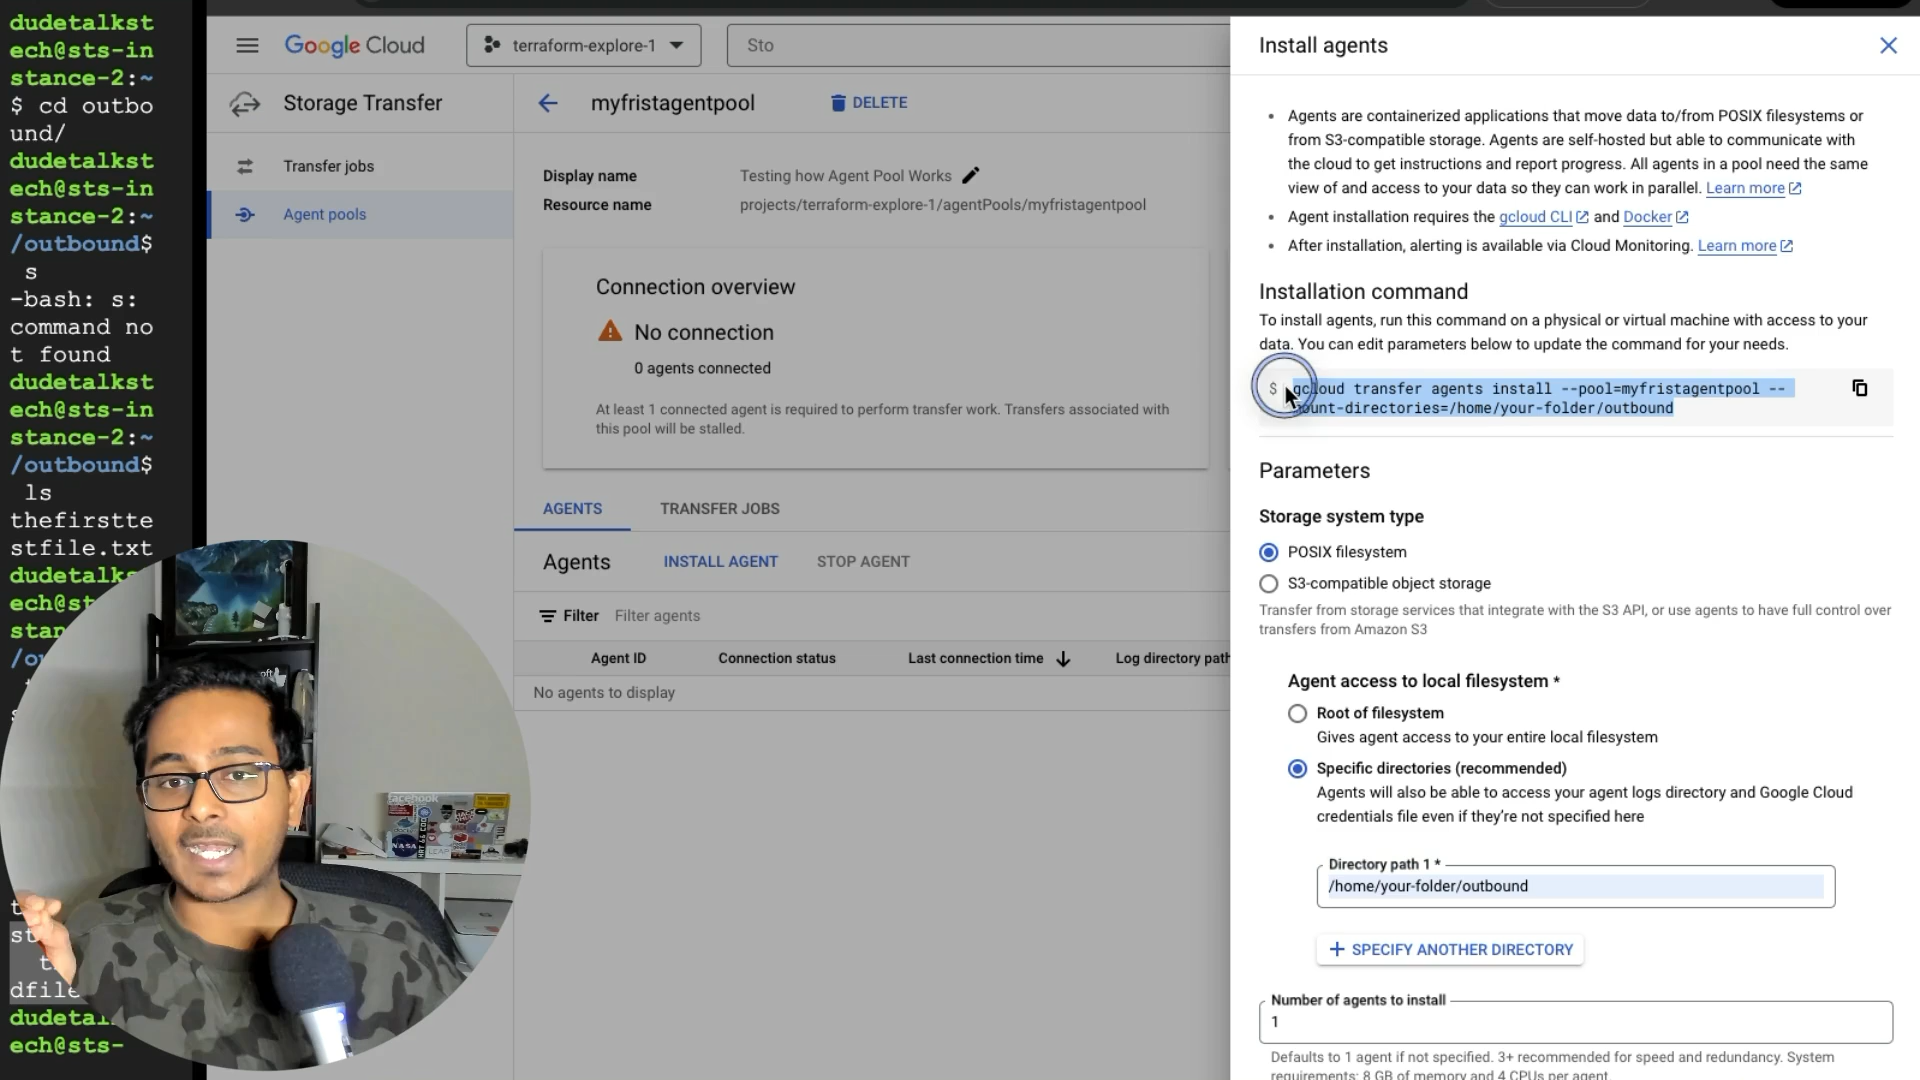 dudetalkst
ech@sts-in
stance-2:~
$ cd outbo
und/
dudetalkst
ech@sts-in
stance-2:~
/outbound$
s
-bash: s:
command no
t found
dudetalkst
ech@sts-in
stance-2:~
/outbound$
ls
thefirstte
stfile.txt
dfile
ech@sts-
Google Cloud
terraform-explore-1
Sto
Storage Transfer
myfristagentpool
DELETE
Transfer jobs
Agent pools
Display name
Testing how Agent Pool Works
Resource name
projects/terraform-explore-1/agentPools/myfristagentpool
Connection overview
No connection
0 agents connected
At least 1 connected agent is required to perform transfer work. Transfers associated with
this pool will be stalled.
AGENTS
TRANSFER JOBS
Agents
INSTALL AGENT
STOP AGENT
Filter
Filter agents
Agent ID
Connection status
Last connection time
Log directory path
No agents to display
facebook
NASA
Install agents
Agents are containerized applications that move data to/from POSIX filesystems or
from S3-compatible storage. Agents are self-hosted but able to communicate with
the cloud to get instructions and report progress. All agents in a pool need the same
view of and access to your data so they can work in parallel. Learn more
Agent installation requires the gcloud CLI and Docker
After installation, alerting is available via Cloud Monitoring. Learn more
Installation command
To install agents, run this command on a physical or virtual machine with access to your
data. You can edit parameters below to update the command for your needs.
$ gcloud transfer agents install --pool=myfristagentpool --
ount-directories=/home/your-folder/outbound
Parameters
Storage system type
POSIX filesystem
S3-compatible object storage
Transfer from storage services that integrate with the S3 API, or use agents to have full control over
transfers from Amazon S3
Agent access to local filesystem *
Root of filesystem
Gives agent access to your entire local filesystem
Specific directories (recommended)
Agents will also be able to access your agent logs directory and Google Cloud
credentials file even if they're not specified here
Directory path 1 *
/home/your-folder/outbound
+ SPECIFY ANOTHER DIRECTORY
Number of agents to install
1
Defaults to 1 agent if not specified. 3+ recommended for speed and redundancy. System
requirements: 8 GB of memory and 4 CPUs per agent.